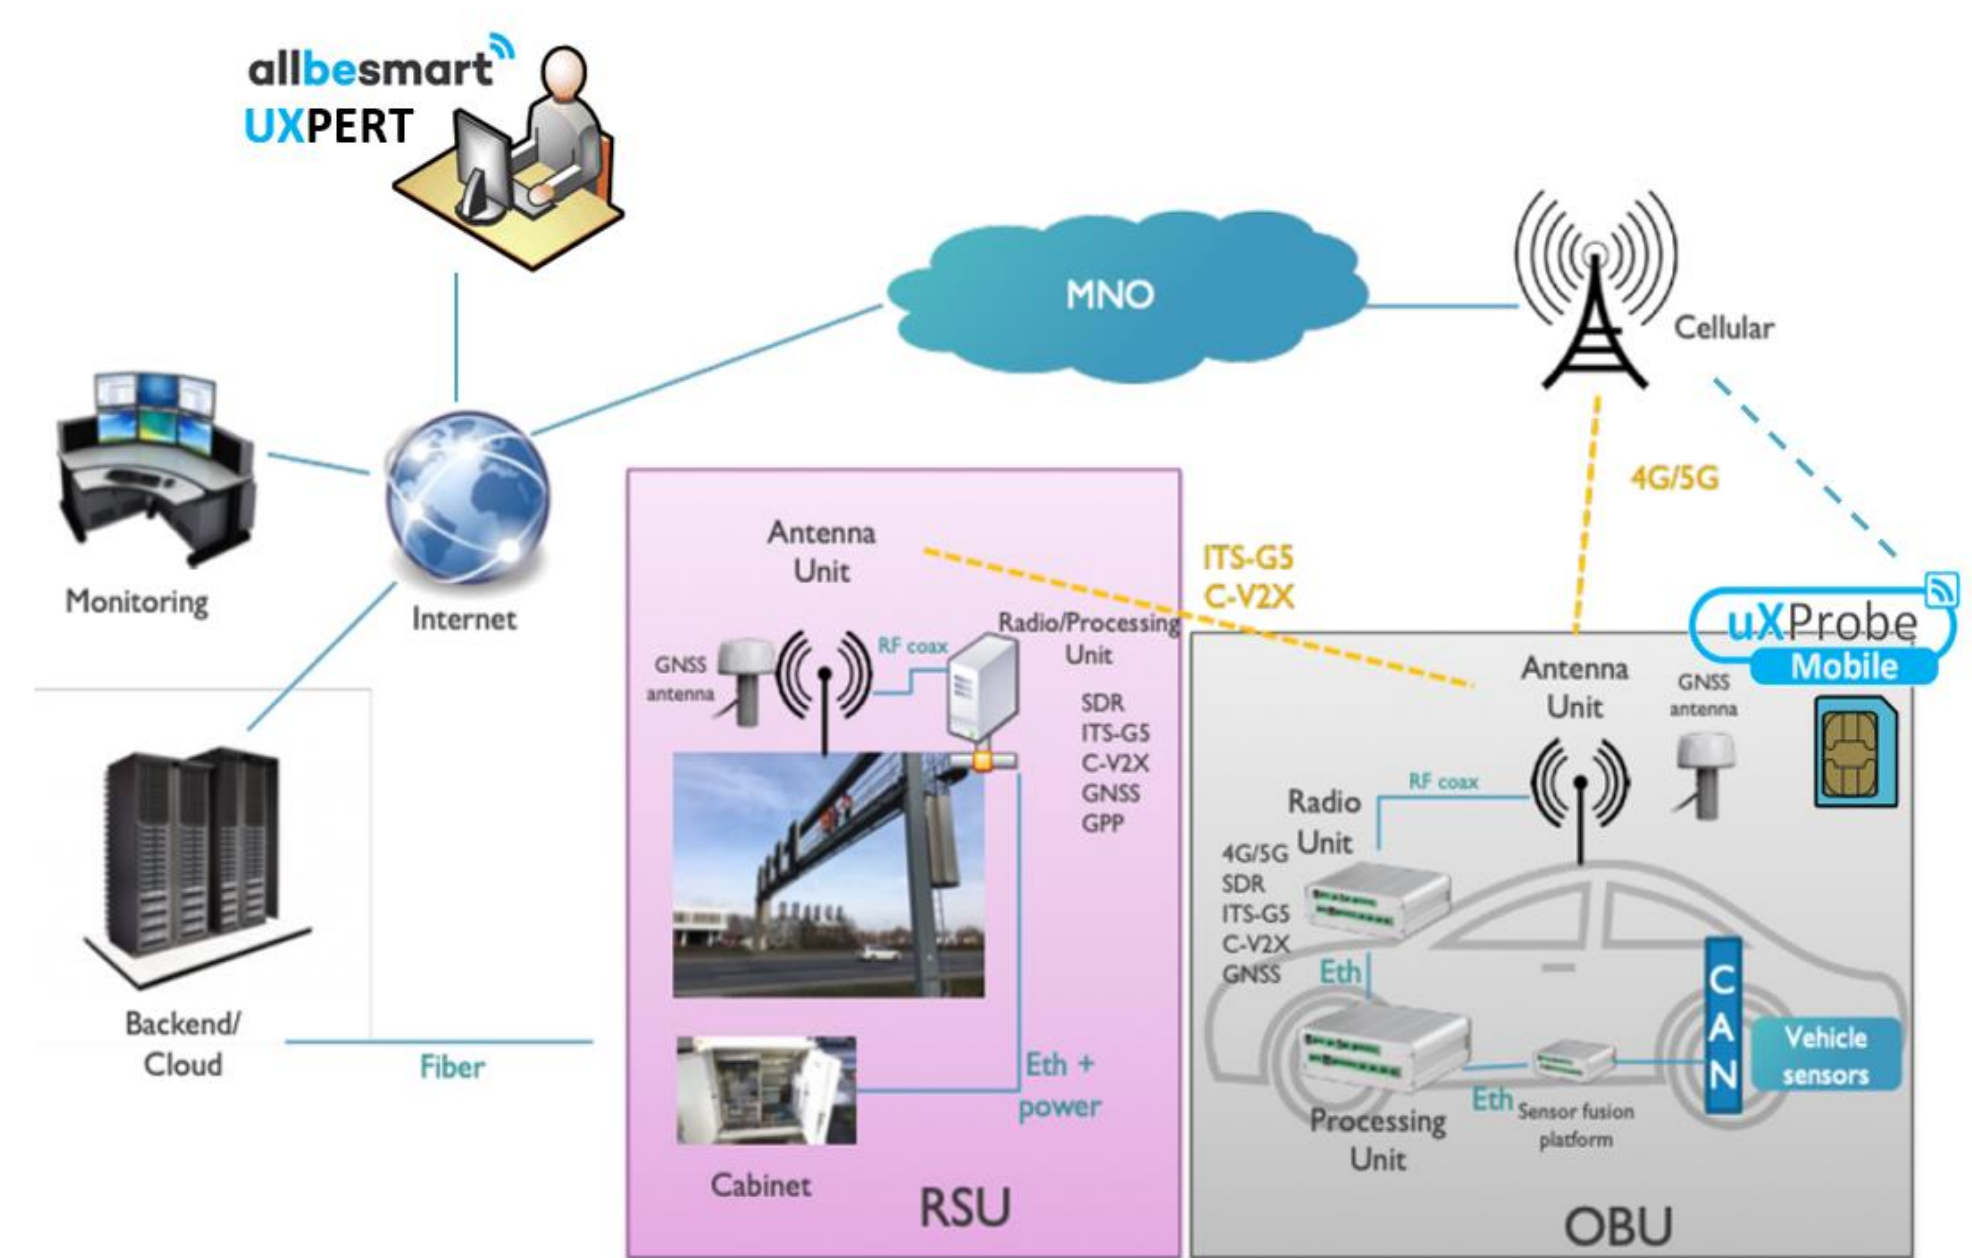 allbesmart
UXPERT
MNO
Cellular
4G/5G
Monitoring
Internet
Antenna
Unit
ITS-G5
C-V2X
Radio/Processing
Unit
RF coax
GNSS
antenna
SDR
ITS-G5
C-V2X
GNSS
GPP
uXProbe
Mobile
Antenna
Unit
GNSS
antenna
RF coax
Radio
Unit
4G/5G
SDR
ITS-G5
C-V2X
GNSS
Eth
CAN
Vehicle
sensors
Backend/
Cloud
Fiber
Eth +
power
Eth
Sensor fusion
platform
Processing
Unit
Cabinet
RSU
OBU